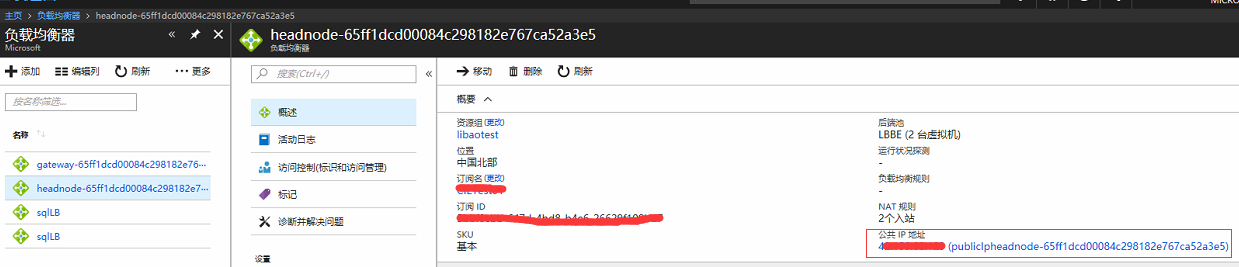 主页 > 负载均衡器 > headnode-65ff1dcd00084c298182e767ca52a3e5
负载均衡器
Microsoft
添加 编辑列 刷新 更多
按名称筛选...
名称
gateway-65ff1dcd00084c298182e76...
headnode-65ff1dcd00084c298182e7...
sqlLB
sqlLB
headnode-65ff1dcd00084c298182e767ca52a3e5
负载均衡器
搜索(Ctrl+/)
概述
活动日志
访问控制(标识和访问管理)
标记
诊断并解决问题
设置
移动 删除 刷新
概要
资源组(更改)
libaotest
位置
中国北部
订阅名(更改)
订阅 ID
SKU
基本
后端池
LBBE (2 台虚拟机)
运行状况探测
-
负载均衡规则
-
NAT 规则
2个入站
公共 IP 地址
(publicIpheadnode-65ff1dcd00084c298182e767ca52a3e5)